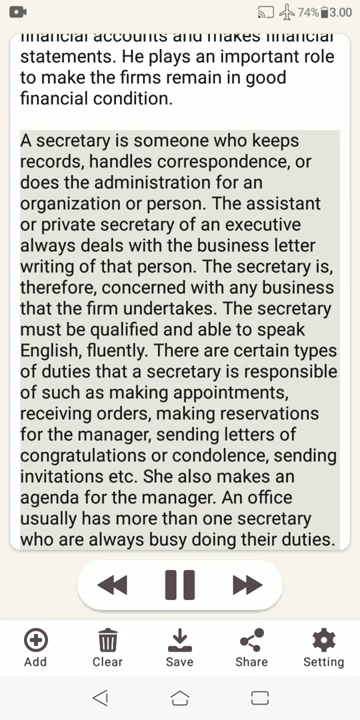 74% 3.00
financial accounts and makes financial
statements. He plays an important role
to make the firms remain in good
financial condition.
A secretary is someone who keeps
records, handles correspondence, or
does the administration for an
organization or person. The assistant
or private secretary of an executive
always deals with the business letter
writing of that person. The secretary is,
therefore, concerned with any business
that the firm undertakes. The secretary
must be qualified and able to speak
English, fluently. There are certain types
of duties that a secretary is responsible
of such as making appointments,
receiving orders, making reservations
for the manager, sending letters of
congratulations or condolence, sending
invitations etc. She also makes an
agenda for the manager. An office
usually has more than one secretary
who are always busy doing their duties.
Add Clear Save Share Setting